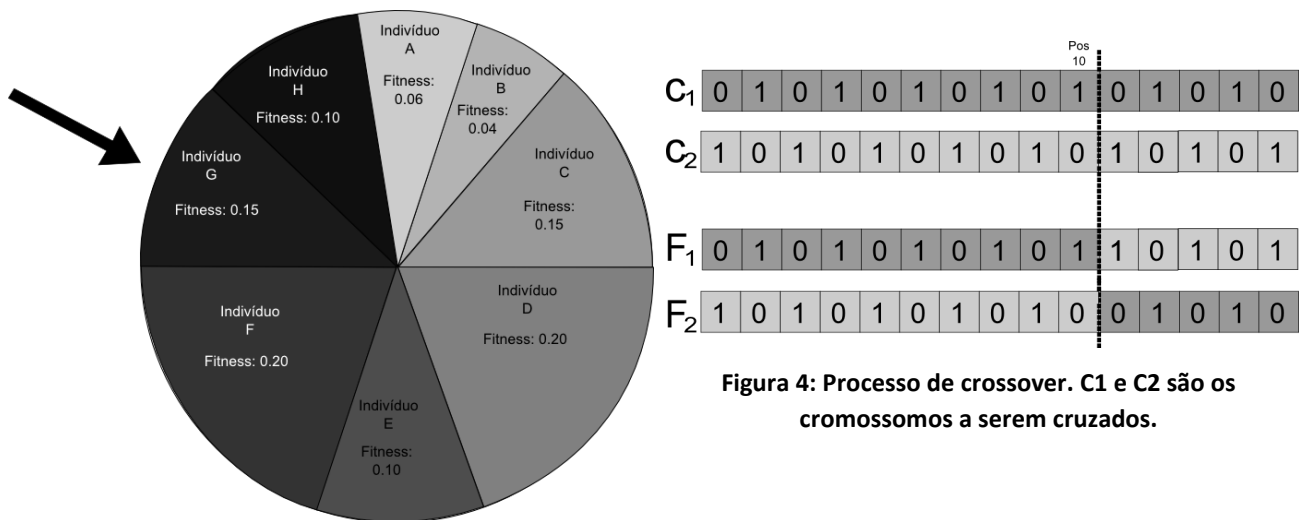 Indivíduo
A
Fitness:
0.06
Indivíduo
B
Fitness:
0.04
Indivíduo
C
Fitness:
0.15
Indivíduo
D
Fitness: 0.20
Indivíduo
E
Fitness:
0.10
Indivíduo
F
Fitness: 0.20
Indivíduo
G
Fitness: 0.15
Indivíduo
H
Fitness: 0.10
Pos
10
C1 0 1 0 1 0 1 0 1 0 1 0 1 0 1 0
C2 1 0 1 0 1 0 1 0 1 0 1 0 1 0 1
F1 0 1 0 1 0 1 0 1 0 1 1 0 1 0 1
F2 1 0 1 0 1 0 1 0 1 0 0 1 0 1 0
Figura 4: Processo de crossover. C1 e C2 são os
cromossomos a serem cruzados.